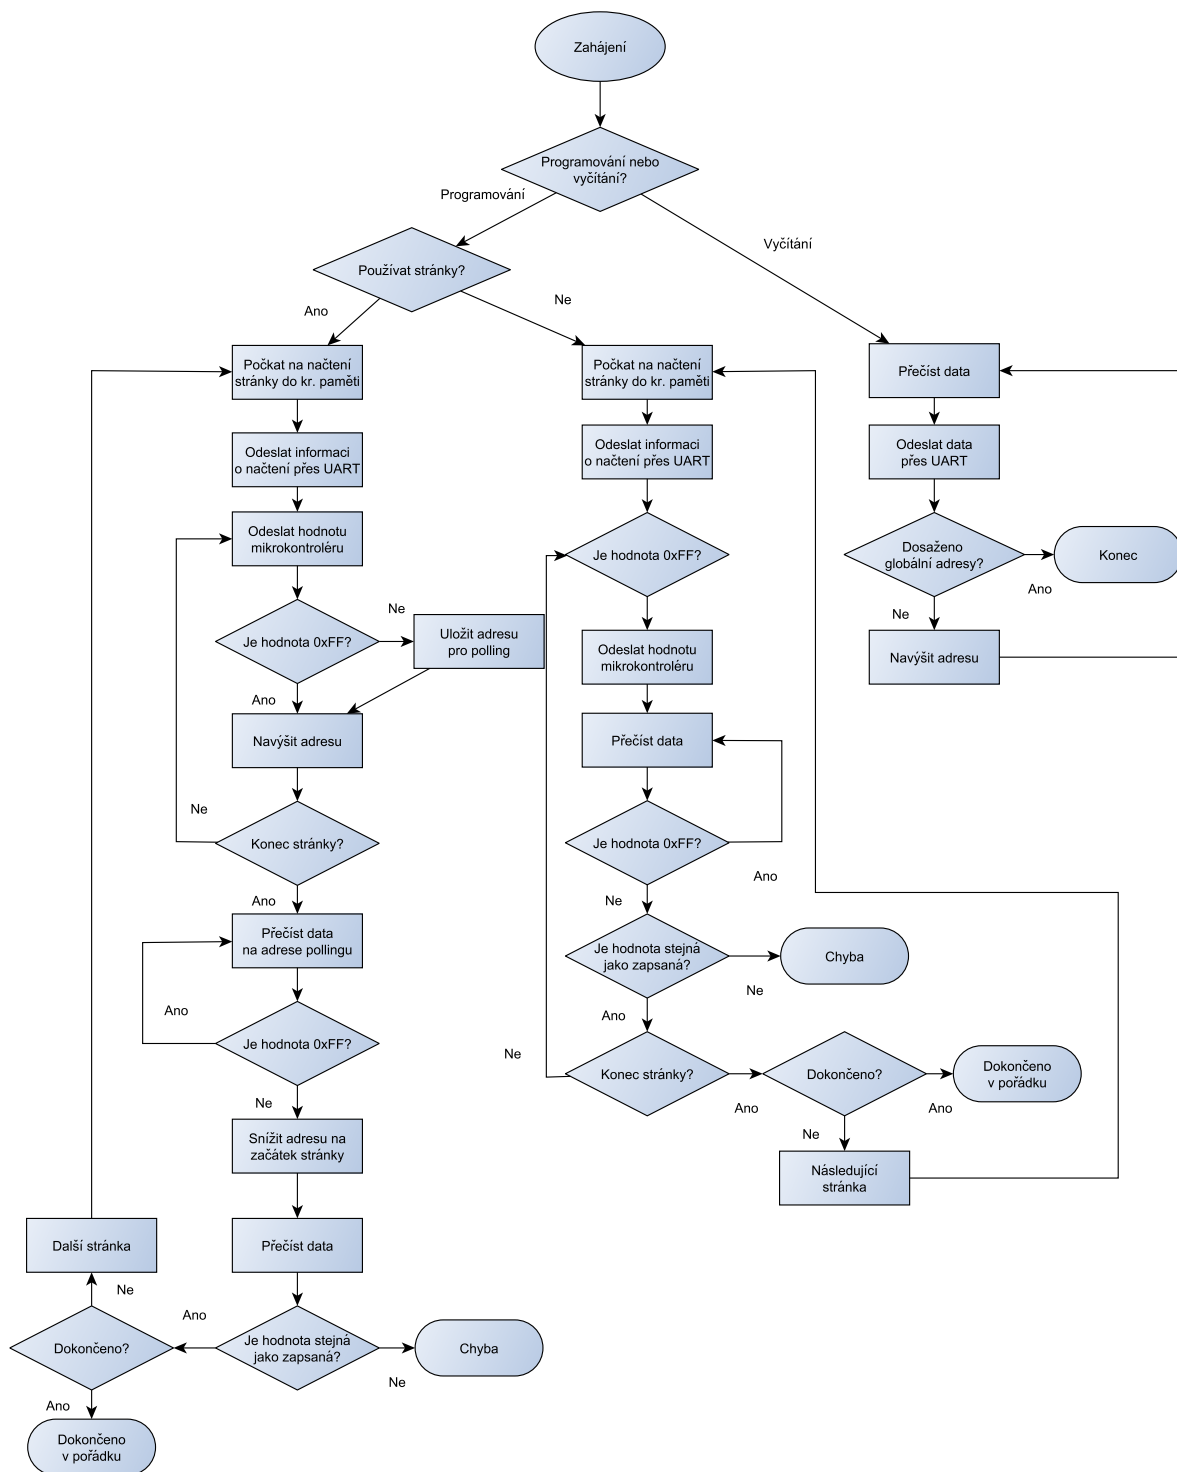 Zahájení
Programování nebo
vyčítání?
Programování
Vyčítání
Používat stránky?
Ano
Ne
Počkat na načtení
stránky do kr. paměti
Počkat na načtení
stránky do kr. paměti
Přečíst data
Odeslat informaci
o načtení přes UART
Odeslat informaci
o načtení přes UART
Odeslat data
přes UART
Odeslat hodnotu
mikrokontroléru
Je hodnota 0xFF?
Dosaženo
globální adresy?
Konec
Ano
Ne
Je hodnota 0xFF?
Ne
Uložit adresu
pro polling
Odeslat hodnotu
mikrokontroléru
Navýšit adresu
Ano
Navýšit adresu
Přečíst data
Ne
Konec stránky?
Je hodnota 0xFF?
Ano
Ano
Ne
Přečíst data
na adrese pollingu
Je hodnota stejná
jako zapsaná?
Chyba
Ne
Ano
Ano
Je hodnota 0xFF?
Ne
Ne
Konec stránky?
Dokončeno?
Dokončeno
v pořádku
Ano
Ano
Ne
Snížit adresu na
začátek stránky
Následující
stránka
Další stránka
Přečíst data
Ne
Ano
Dokončeno?
Je hodnota stejná
jako zapsaná?
Chyba
Ne
Ano
Dokončeno
v pořádku